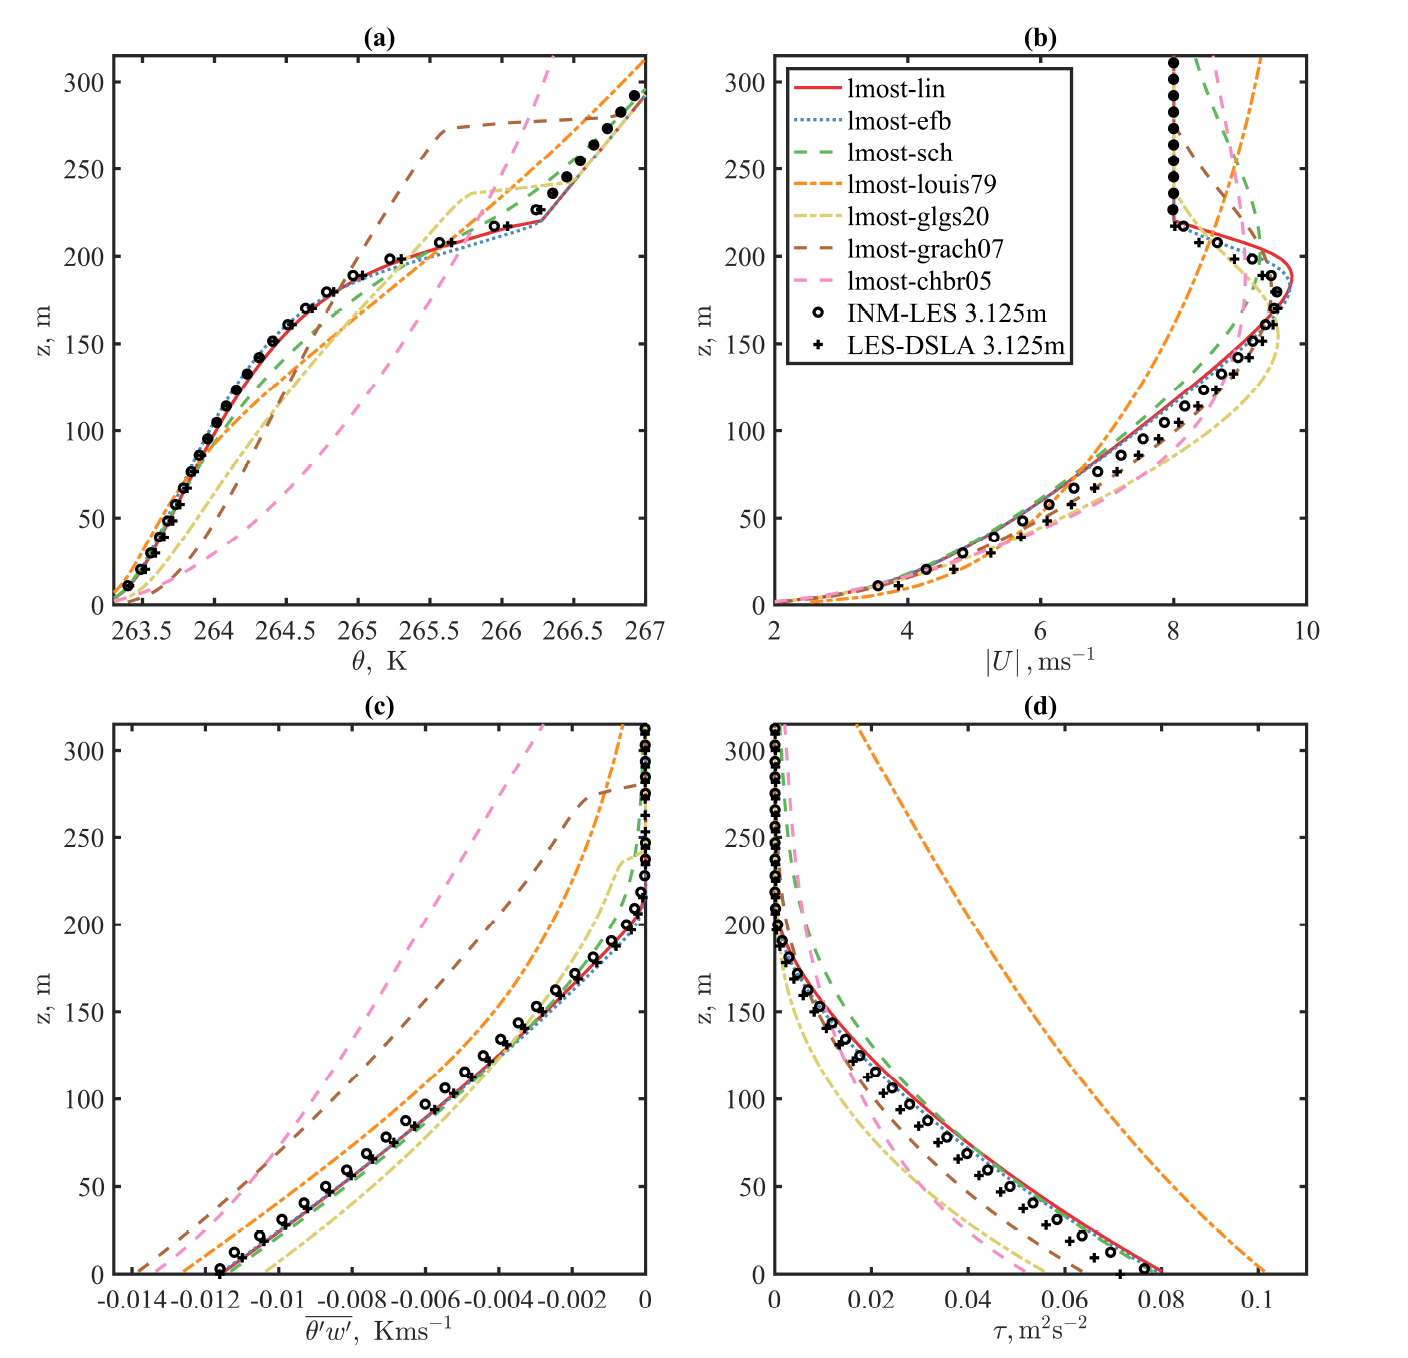 (a)
300
250
200
150
100
50
0
z, m
263.5 264 264.5 265 265.5 266 266.5 267
θ, K
(b)
300
250
200
150
100
50
0
z, m
2 4 6 8 10
|U| , ms⁻¹
lmost-lin
lmost-efb
lmost-sch
lmost-louis79
lmost-glgs20
lmost-grach07
lmost-chbr05
INM-LES 3.125m
LES-DSLA 3.125m
(c)
300
250
200
150
100
50
0
z, m
-0.014 -0.012 -0.01 -0.008 -0.006 -0.004 -0.002 0
θ′w′, Kms⁻¹
(d)
300
250
200
150
100
50
0
z, m
0 0.02 0.04 0.06 0.08 0.1
τ, m²s⁻²